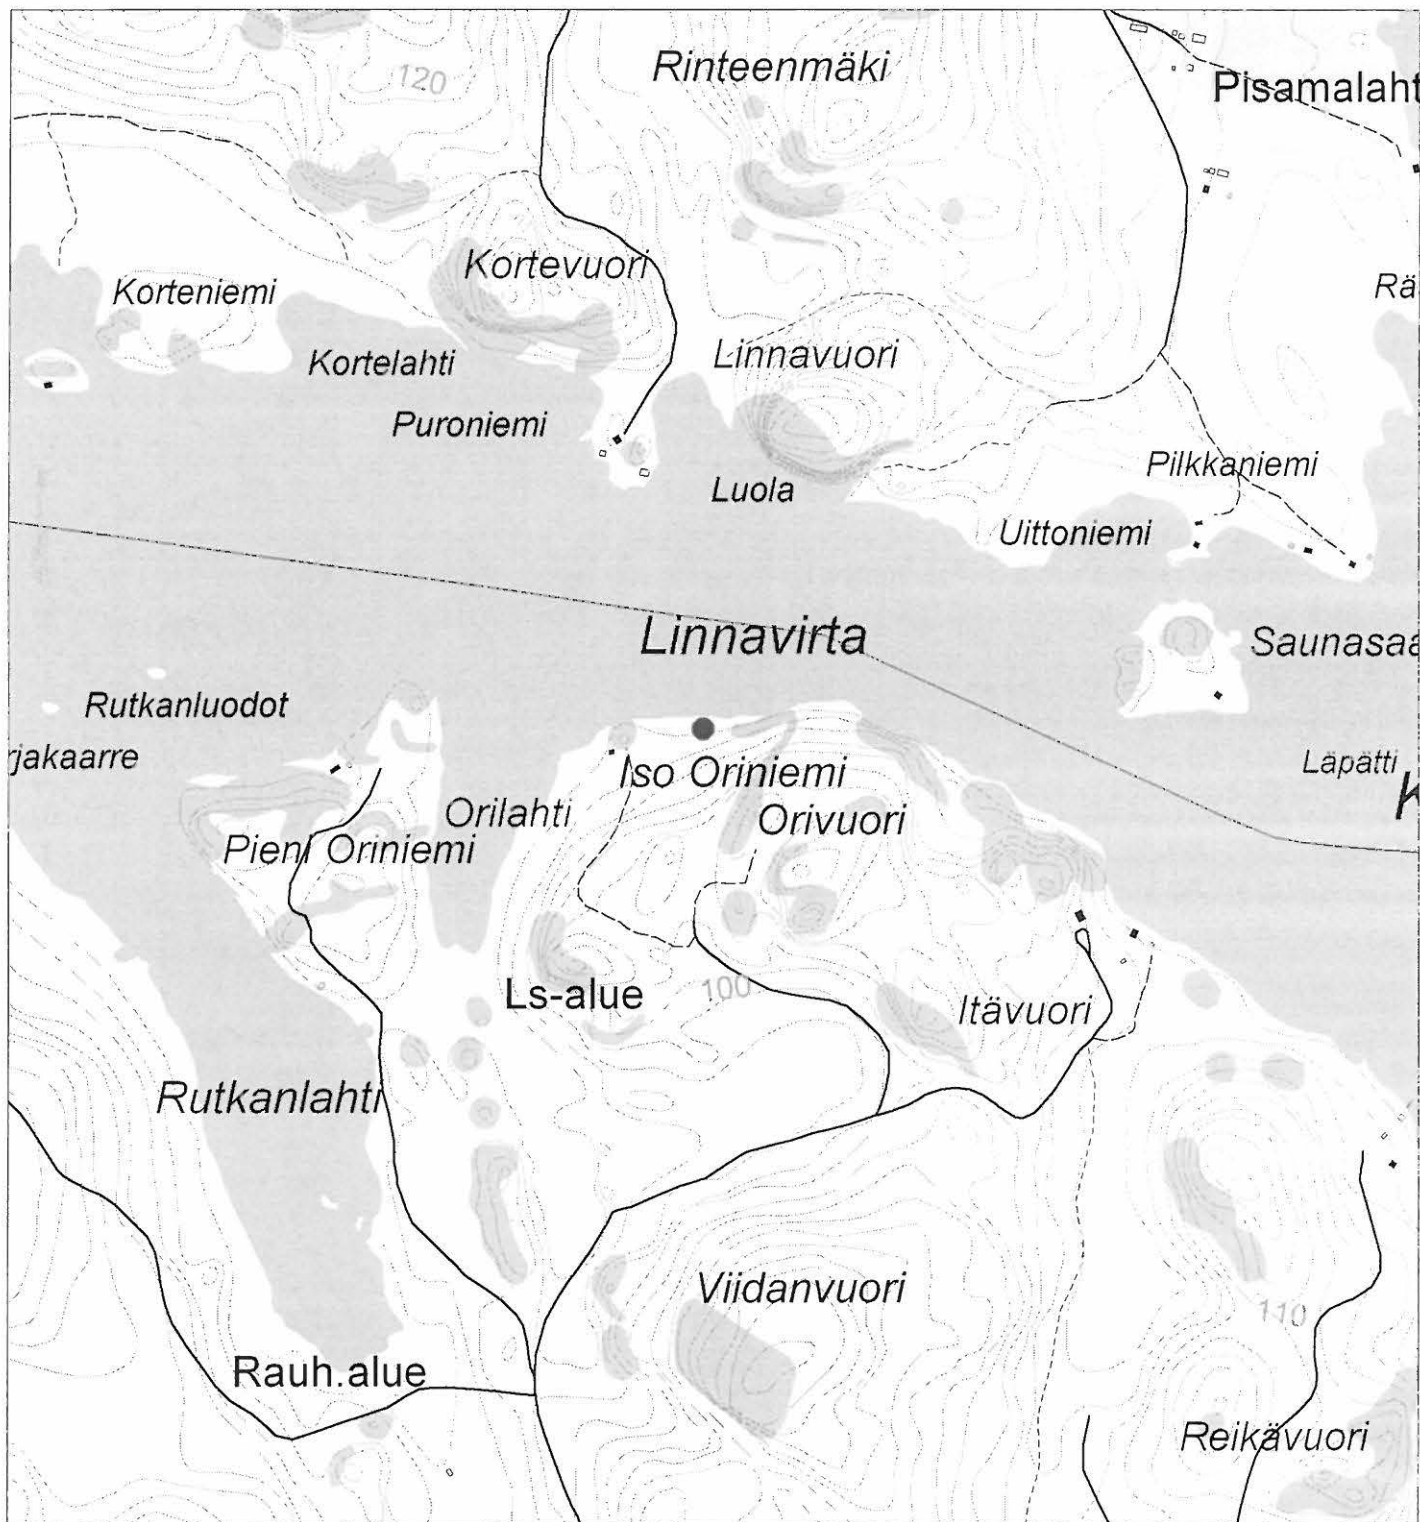 Rinteenmäki
120
Pisamalaht
Kortevuori
Korteniemi
Rä
Kortelahti
Linnavuori
Puroniemi
Pilkkaniemi
Luola
Uittoniemi
Linnavirta
Saunasaa
Rutkanluodot
rjakaarre
Läpätti
Iso Oriniemi
K
Orilahti
Orivuori
Pieni Oriniemi
Ls-alue
100
Itävuori
Rutkanlahti
Viidanvuori
110
Rauh.alue
Reikävuori